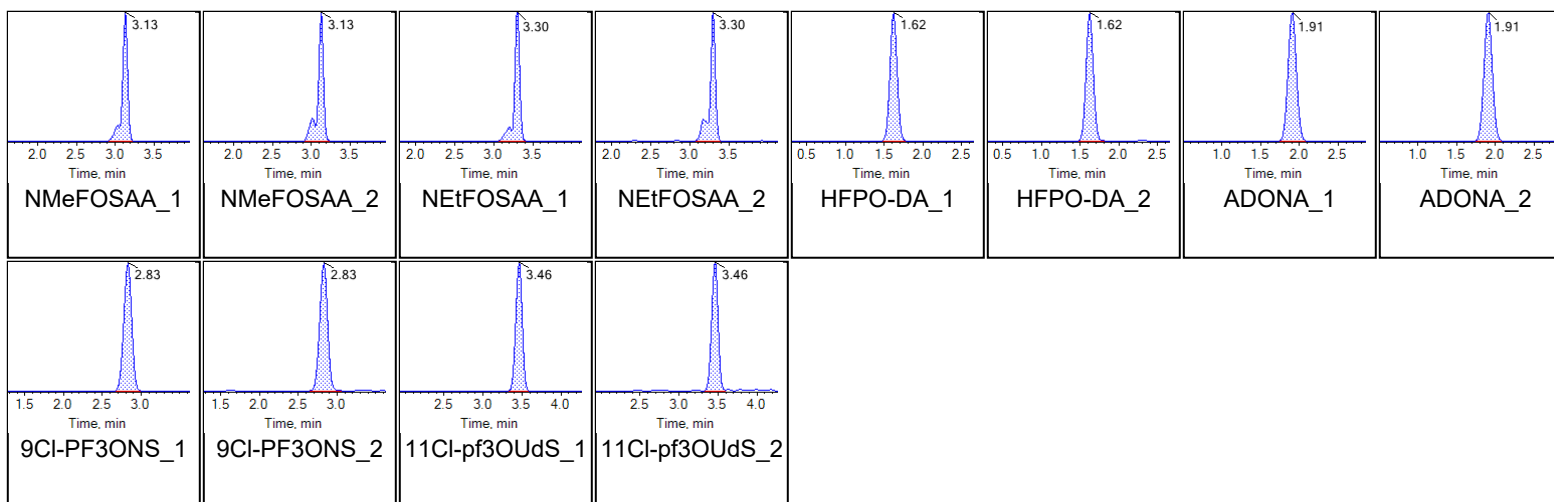 3.13
2.0 2.5 3.0 3.5
Time, min
NMeFOSAA_1
3.13
2.0 2.5 3.0 3.5
Time, min
NMeFOSAA_2
3.30
2.0 2.5 3.0 3.5
Time, min
NEtFOSAA_1
3.30
2.0 2.5 3.0 3.5
Time, min
NEtFOSAA_2
1.62
0.5 1.0 1.5 2.0 2.5
Time, min
HFPO-DA_1
1.62
0.5 1.0 1.5 2.0 2.5
Time, min
HFPO-DA_2
1.91
1.0 1.5 2.0 2.5
Time, min
ADONA_1
1.91
1.0 1.5 2.0 2.5
Time, min
ADONA_2
2.83
1.5 2.0 2.5 3.0
Time, min
9Cl-PF3ONS_1
2.83
1.5 2.0 2.5 3.0
Time, min
9Cl-PF3ONS_2
3.46
2.5 3.0 3.5 4.0
Time, min
11Cl-pf3OUdS_1
3.46
2.5 3.0 3.5 4.0
Time, min
11Cl-pf3OUdS_2